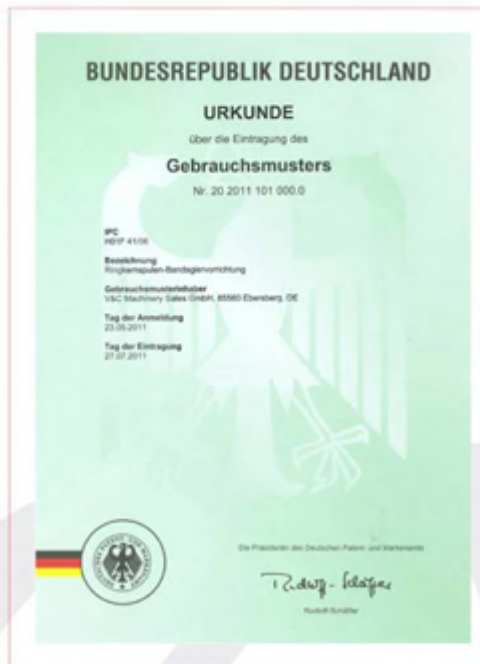 BUNDESREPUBLIK DEUTSCHLAND
URKUNDE
über die Eintragung des
Gebrauchsmusters
Nr. 20 2011 101 000.0
IPC
H01F 41/06
Bezeichnung
Ringkernspulen-Bandagiervorrichtung
Gebrauchsmusterinhaber
V&C Machinery Sales GmbH, 85560 Ebersberg, DE
Tag der Anmeldung
23.05.2011
Tag der Eintragung
27.07.2011
Die Präsidentin des Deutschen Patent- und Markenamts
Rudloff-Schäffer